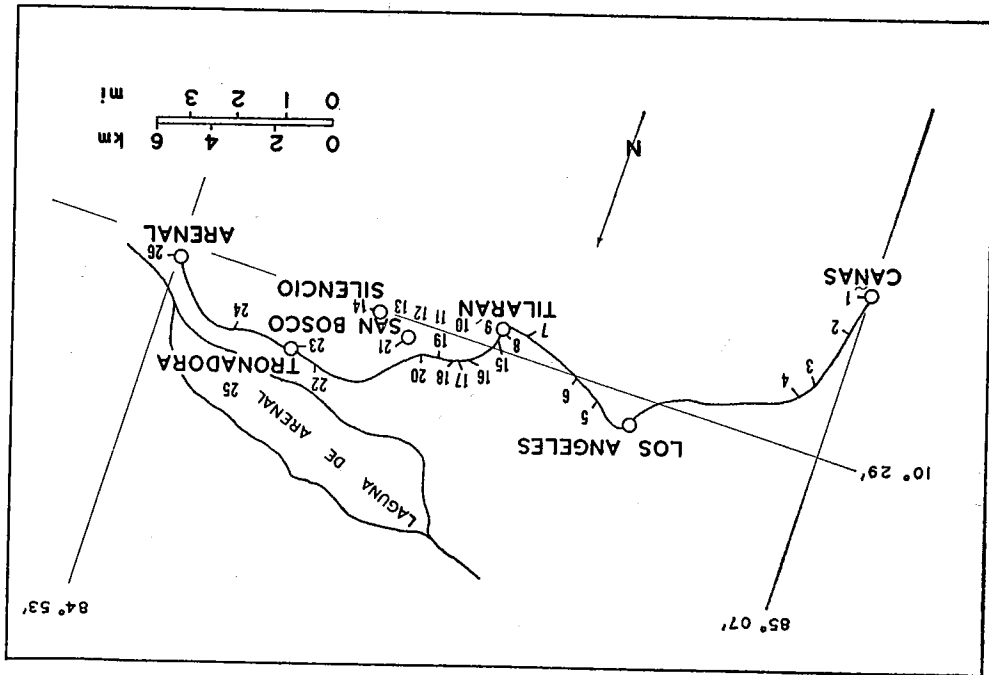 85° 07'
84° 53'
LAGUNA DE ARENAL
10° 29'
LOS ANGELES
25
TRONADORA
4
3
2
1
CAÑAS
5
6
7
8
9
10
TILARAN
15
16
17
18
19
20
21
SAN BOSCO
11
12
13
14
SILENCIO
22
23
24
26
ARENAL
N
0 2 4 6
km
0 1 2 3
mi